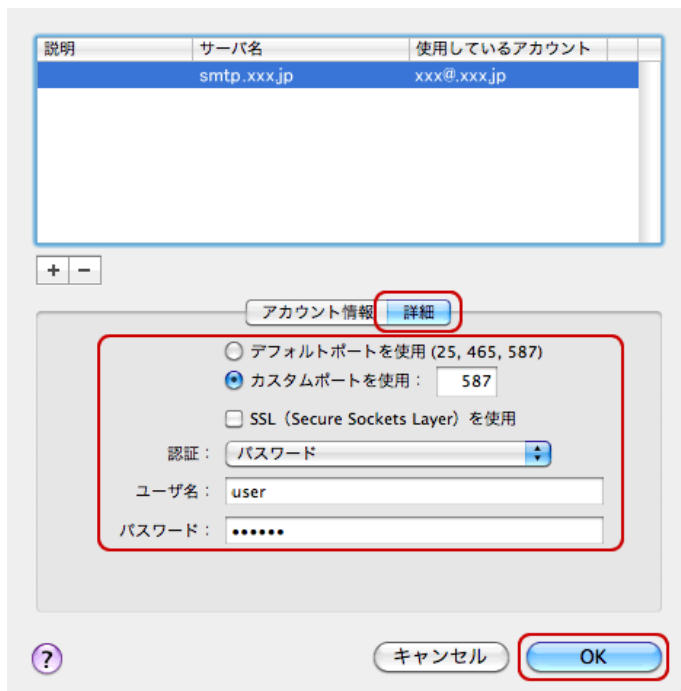 説明 サーバ名 使用しているアカウント
smtp.xxx.jp xxx@.xxx.jp
+ −
アカウント情報 詳細
デフォルトポートを使用 (25, 465, 587)
カスタムポートを使用： 587
SSL（Secure Sockets Layer）を使用
認証： パスワード
ユーザ名： user
パスワード： ••••••
? キャンセル OK